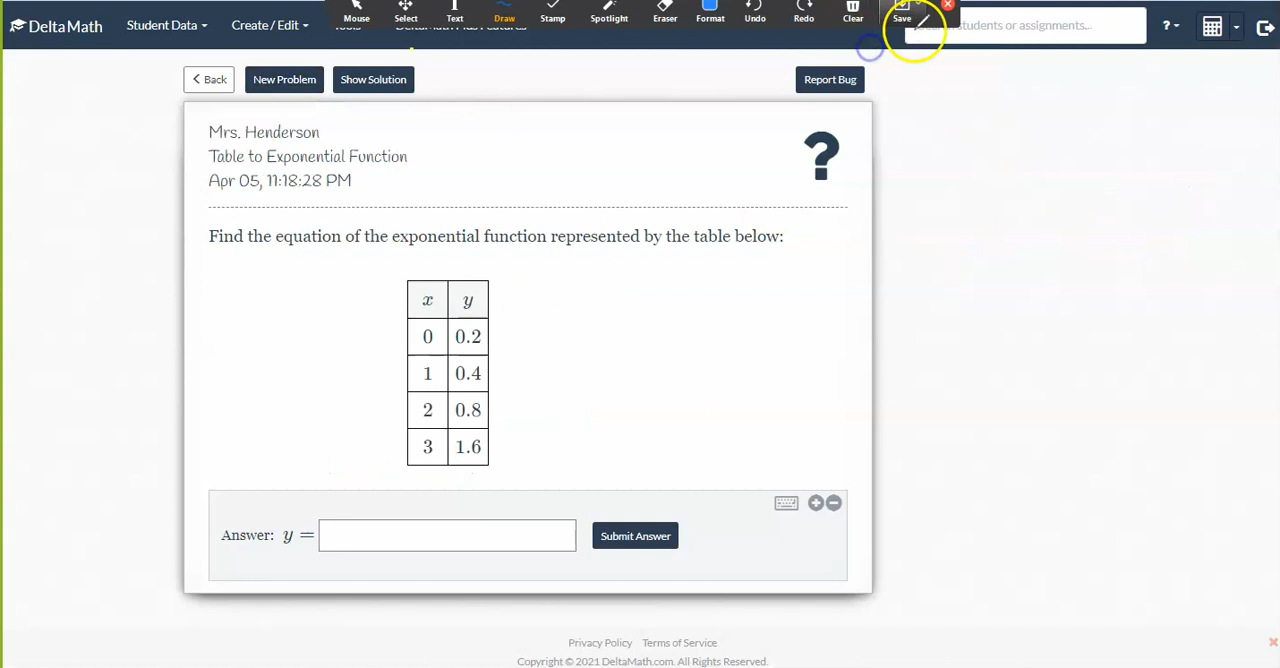 Mouse Select Text Draw Stamp Spotlight Eraser Format Undo Redo Clear Save
DeltaMath Student Data Create / Edit students or assignments... ?
Back New Problem Show Solution Report Bug
Mrs. Henderson
Table to Exponential Function
Apr 05, 11:18:28 PM
?
Find the equation of the exponential function represented by the table below:
x y
0 0.2
1 0.4
2 0.8
3 1.6
Answer: y = Submit Answer
Privacy Policy Terms of Service
Copyright © 2021 DeltaMath.com. All Rights Reserved.